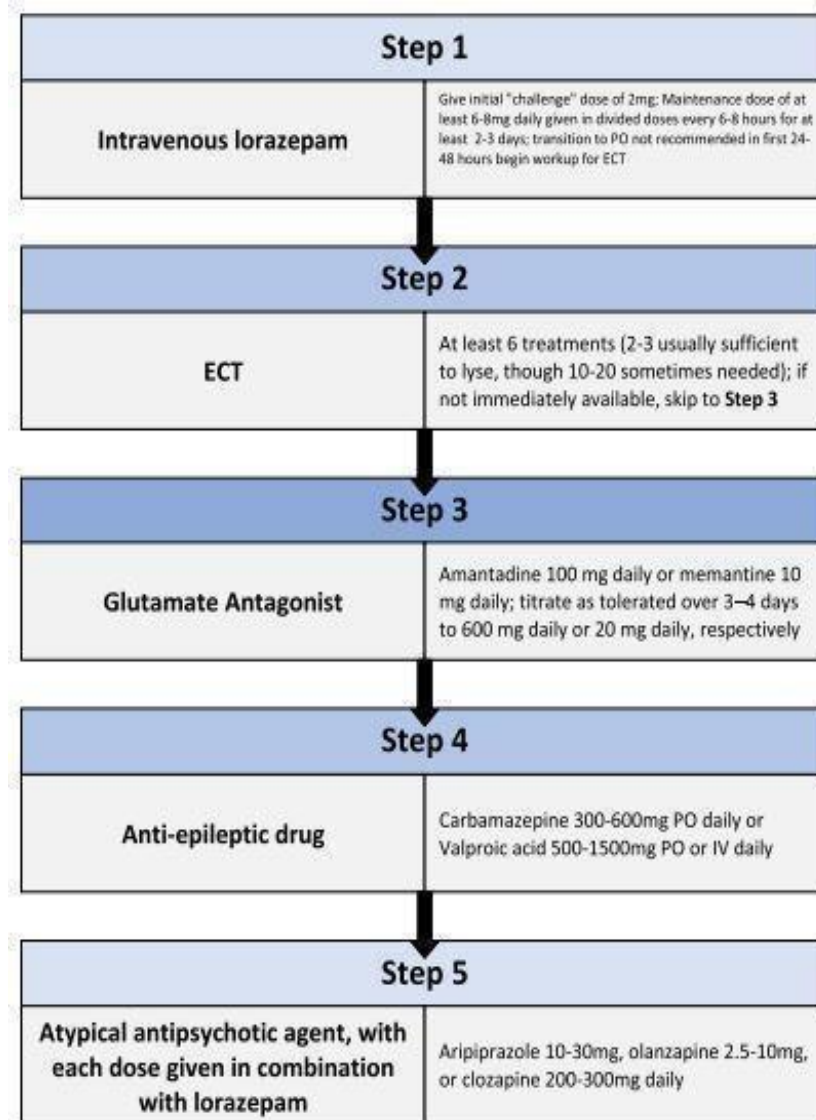 Step 1
Intravenous lorazepam
Give initial "challenge" dose of 2mg; Maintenance dose of at
least 6-8mg daily given in divided doses every 6-8 hours for at
least 2-3 days; transition to PO not recommended in first 24-
48 hours begin workup for ECT
Step 2
ECT
At least 6 treatments (2-3 usually sufficient
to lyse, though 10-20 sometimes needed); if
not immediately available, skip to Step 3
Step 3
Glutamate Antagonist
Amantadine 100 mg daily or memantine 10
mg daily; titrate as tolerated over 3–4 days
to 600 mg daily or 20 mg daily, respectively
Step 4
Anti-epileptic drug
Carbamazepine 300-600mg PO daily or
Valproic acid 500-1500mg PO or IV daily
Step 5
Atypical antipsychotic agent, with
each dose given in combination
with lorazepam
Aripiprazole 10-30mg, olanzapine 2.5-10mg,
or clozapine 200-300mg daily